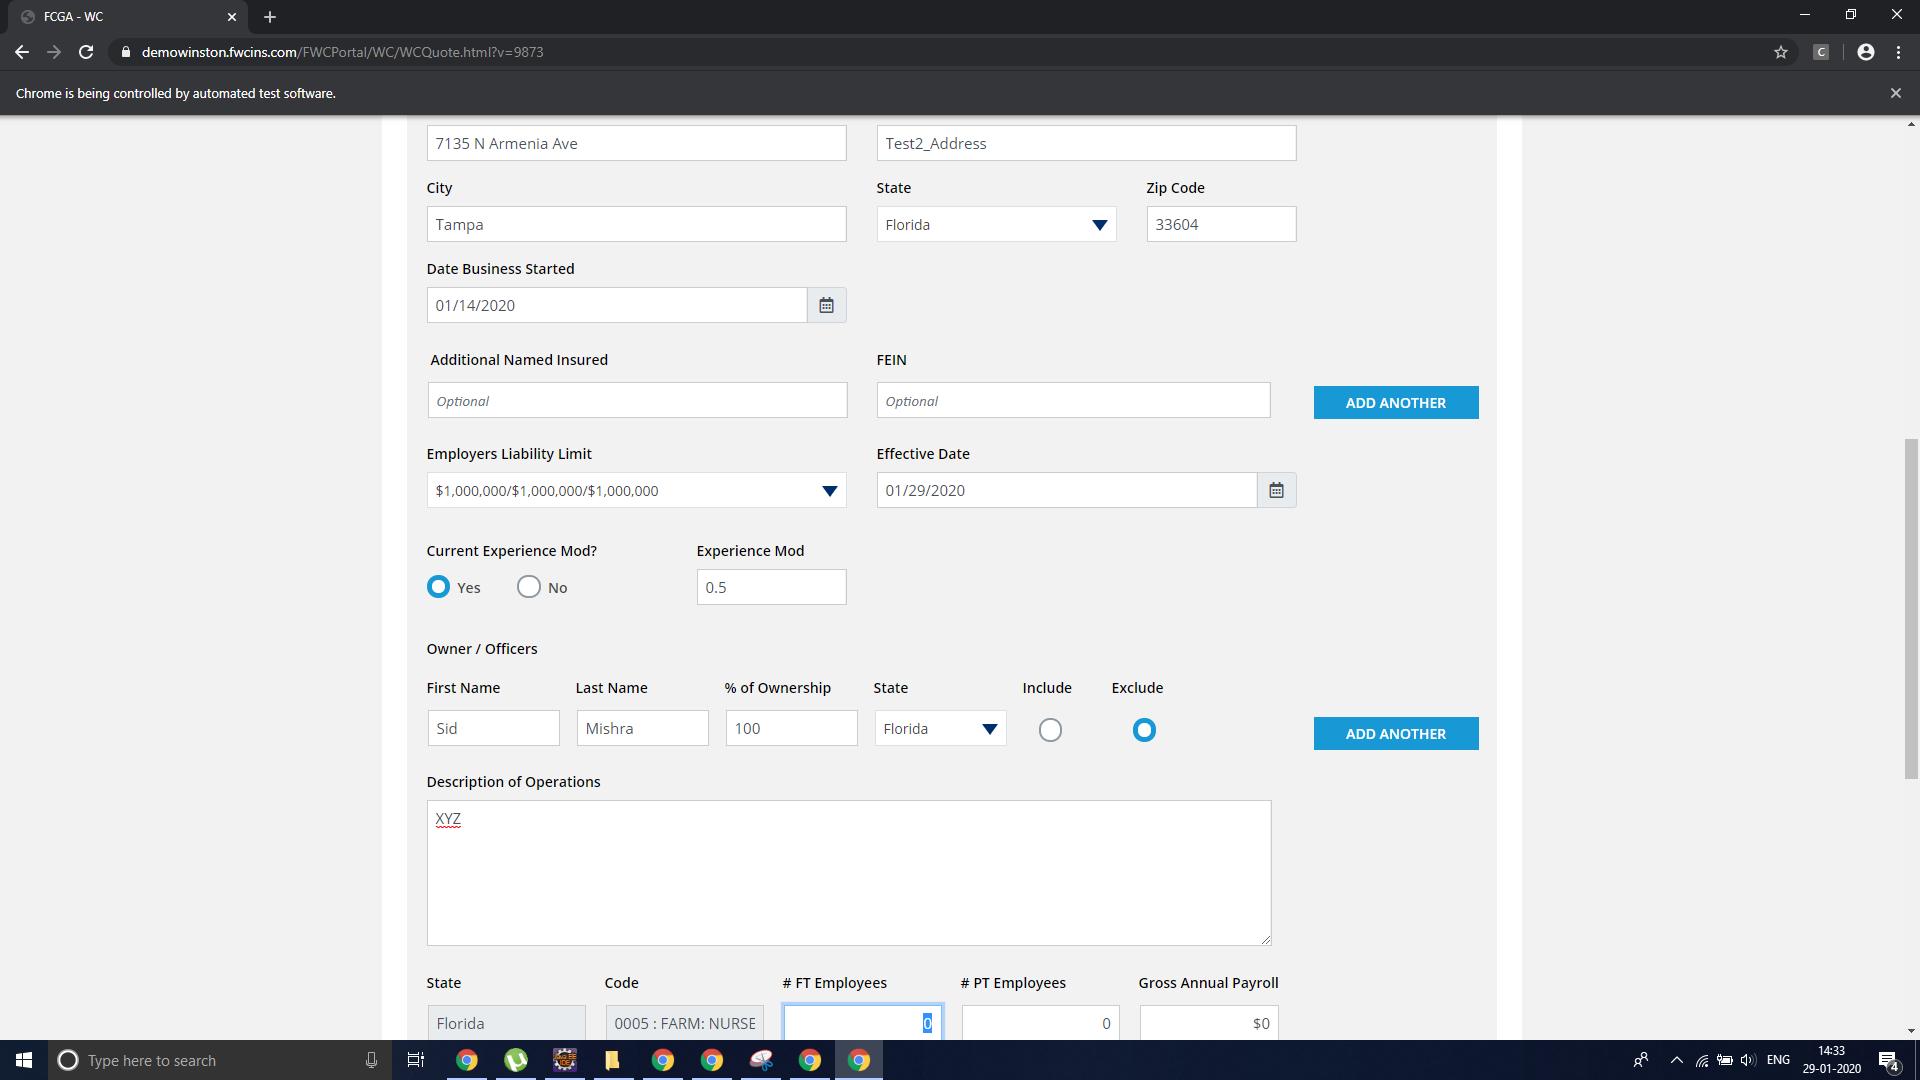 FCGA - WC
demowinston.fwcins.com/FWCPortal/WC/WCQuote.html?v=9873
C
Chrome is being controlled by automated test software.
7135 N Armenia Ave Test2_Address
City State Zip Code
Tampa Florida 33604
Date Business Started
01/14/2020
Additional Named Insured FEIN
Optional Optional ADD ANOTHER
Employers Liability Limit Effective Date
$1,000,000/$1,000,000/$1,000,000 01/29/2020
Current Experience Mod? Experience Mod
Yes No 0.5
Owner / Officers
First Name Last Name % of Ownership State Include Exclude
Sid Mishra 100 Florida ADD ANOTHER
Description of Operations
XYZ
State Code # FT Employees # PT Employees Gross Annual Payroll
Florida 0005 : FARM: NURSE 0 0 $0
Type here to search ENG 14:33
29-01-2020 4